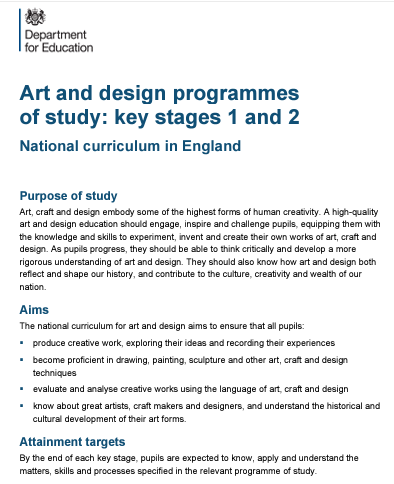 Department
for Education
Art and design programmes
of study: key stages 1 and 2
National curriculum in England
Purpose of study
Art, craft and design embody some of the highest forms of human creativity. A high-quality
art and design education should engage, inspire and challenge pupils, equipping them with
the knowledge and skills to experiment, invent and create their own works of art, craft and
design. As pupils progress, they should be able to think critically and develop a more
rigorous understanding of art and design. They should also know how art and design both
reflect and shape our history, and contribute to the culture, creativity and wealth of our
nation.
Aims
The national curriculum for art and design aims to ensure that all pupils:
▪ produce creative work, exploring their ideas and recording their experiences
▪ become proficient in drawing, painting, sculpture and other art, craft and design
techniques
▪ evaluate and analyse creative works using the language of art, craft and design
▪ know about great artists, craft makers and designers, and understand the historical and
cultural development of their art forms.
Attainment targets
By the end of each key stage, pupils are expected to know, apply and understand the
matters, skills and processes specified in the relevant programme of study.